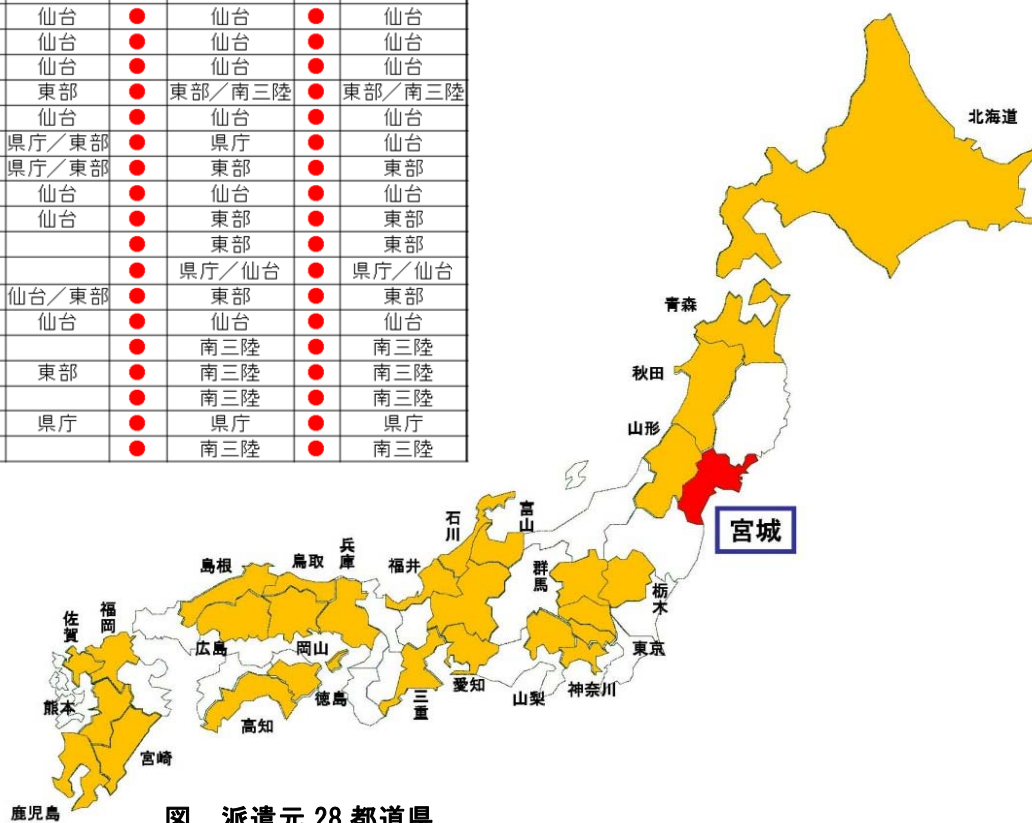 仙台 ● 仙台 ● 仙台
仙台 ● 仙台 ● 仙台
仙台 ● 仙台 ● 仙台
東部 ● 東部／南三陸 ● 東部／南三陸
仙台 ● 仙台 ● 仙台
県庁／東部 ● 県庁 ● 仙台
県庁／東部 ● 東部 ● 東部
仙台 ● 仙台 ● 仙台
仙台 ● 東部 ● 東部
● 東部 ● 東部
● 県庁／仙台 ● 県庁／仙台
仙台／東部 ● 東部 ● 東部
仙台 ● 仙台 ● 仙台
● 南三陸 ● 南三陸
東部 ● 南三陸 ● 南三陸
● 南三陸 ● 南三陸
県庁 ● 県庁 ● 県庁
● 南三陸 ● 南三陸
北海道
青森
秋田
山形
宮城
石川
富山
福井
群馬
栃木
東京
神奈川
山梨
愛知
三重
兵庫
鳥取
島根
広島
岡山
徳島
高知
福岡
佐賀
熊本
宮崎
鹿児島
図 派遣元 28 都道県